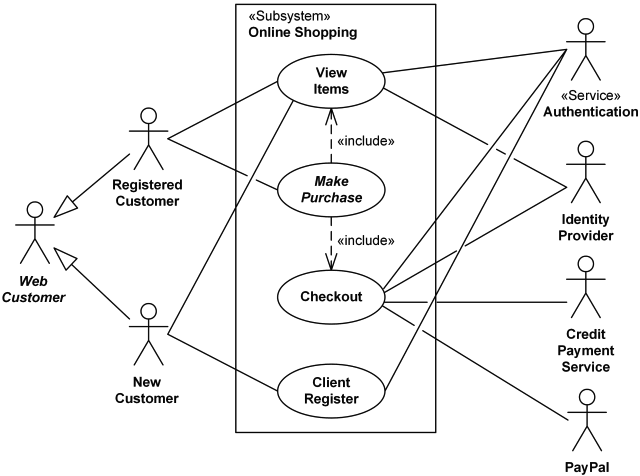 «Subsystem»
Online Shopping
View
Items
«include»
Make
Purchase
«include»
Checkout
Client
Register
Registered
Customer
Web
Customer
New
Customer
«Service»
Authentication
Identity
Provider
Credit
Payment
Service
PayPal